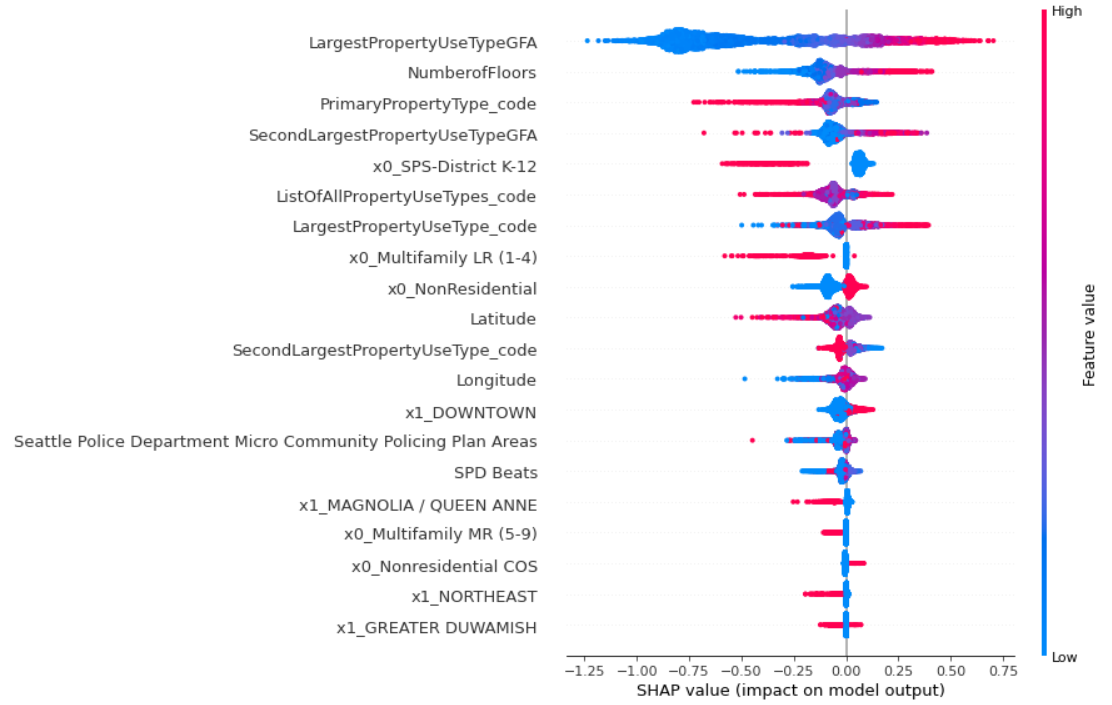 High
LargestPropertyUseTypeGFA
NumberofFloors
PrimaryPropertyType_code
SecondLargestPropertyUseTypeGFA
x0_SPS-District K-12
ListOfAllPropertyUseTypes_code
LargestPropertyUseType_code
x0_Multifamily LR (1-4)
x0_NonResidential
Latitude
SecondLargestPropertyUseType_code
Longitude
x1_DOWNTOWN
Seattle Police Department Micro Community Policing Plan Areas
SPD Beats
x1_MAGNOLIA / QUEEN ANNE
x0_Multifamily MR (5-9)
x0_Nonresidential COS
x1_NORTHEAST
x1_GREATER DUWAMISH
Feature value
Low
−1.25 −1.00 −0.75 −0.50 −0.25 0.00 0.25 0.50 0.75
SHAP value (impact on model output)